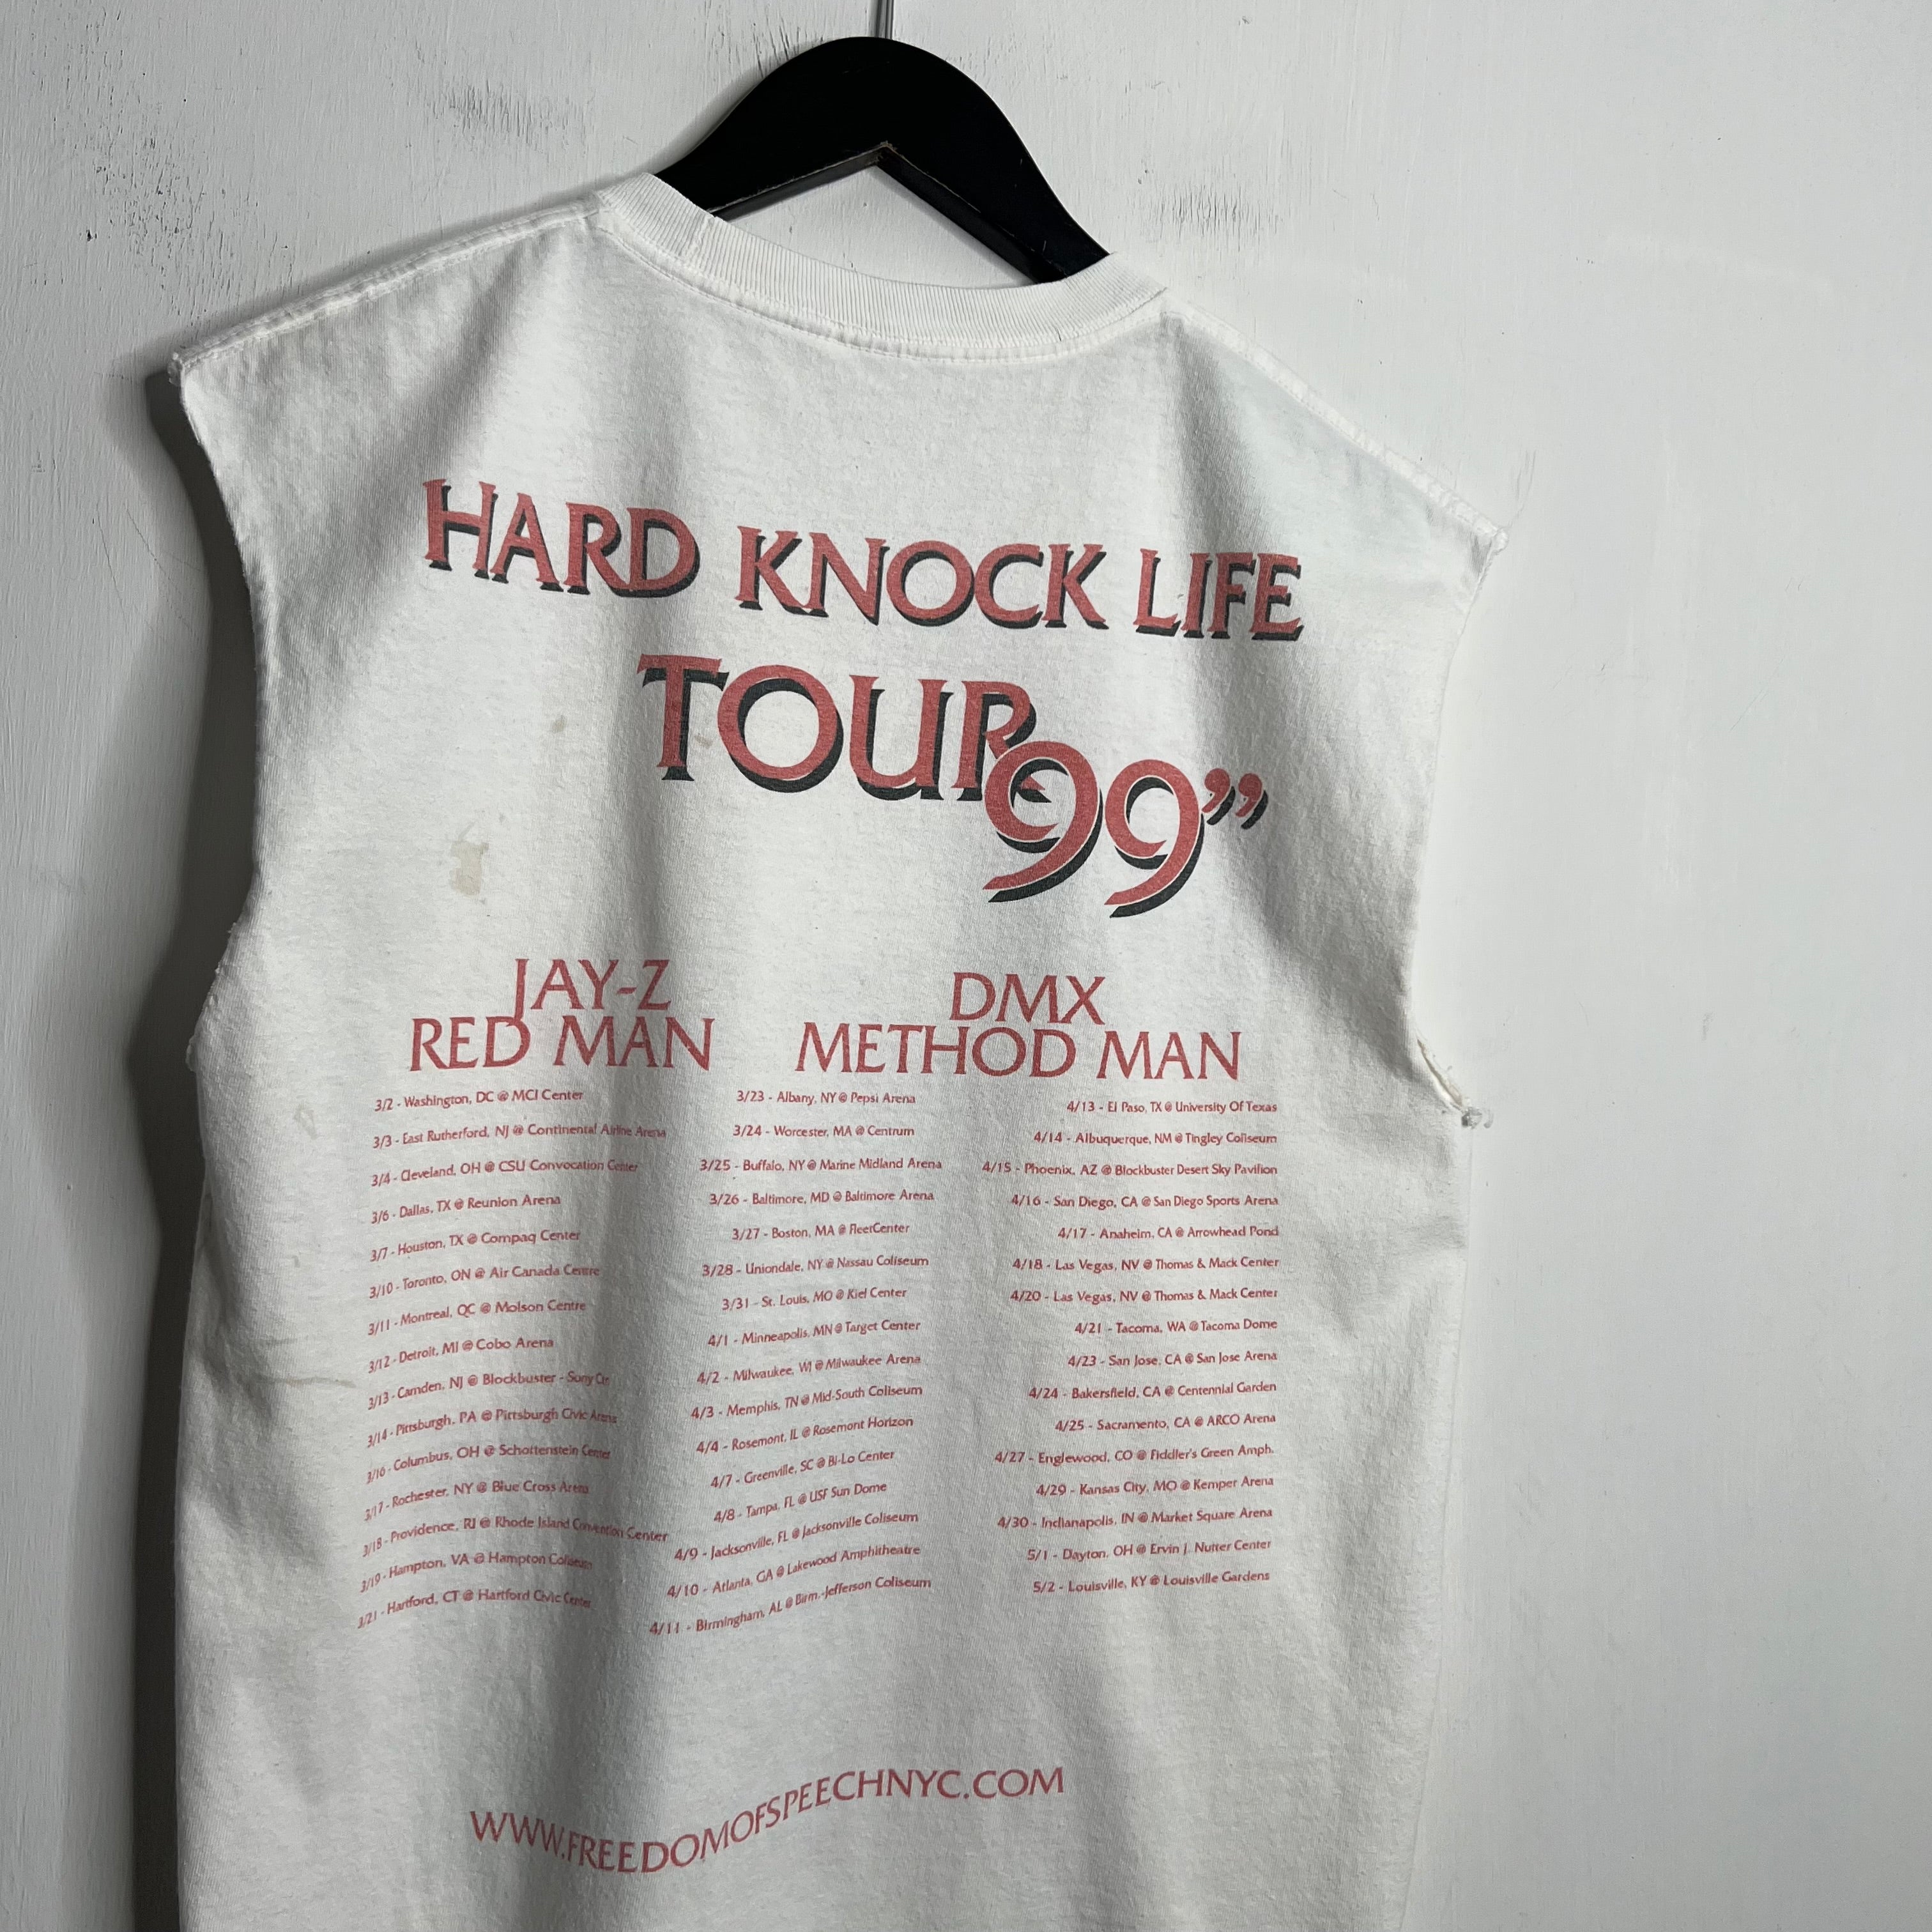 HARD KNOCK LIFE
TOUR 99”
JAY-Z
RED MAN
DMX
METHOD MAN
3/2 - Washington, DC @ MCI Center
3/3 - East Rutherford, NJ @ Continental Airline Arena
3/4 - Cleveland, OH @ CSU Convocation Center
3/6 - Dallas, TX @ Reunion Arena
3/7 - Houston, TX @ Compaq Center
3/10 - Toronto, ON @ Air Canada Centre
3/11 - Montreal, QC @ Molson Centre
3/12 - Detroit, MI @ Cobo Arena
3/13 - Camden, NJ @ Blockbuster - Sony Ctr.
3/14 - Pittsburgh, PA @ Pittsburgh Civic Arena
3/16 - Columbus, OH @ Schottenstein Center
3/17 - Rochester, NY @ Blue Cross Arena
3/18 - Providence, RI @ Rhode Island Convention Center
3/19 - Hampton, VA @ Hampton Coliseum
3/21 - Hartford, CT @ Hartford Civic Center
3/23 - Albany, NY @ Pepsi Arena
3/24 - Worcester, MA @ Centrum
3/25 - Buffalo, NY @ Marine Midland Arena
3/26 - Baltimore, MD @ Baltimore Arena
3/27 - Boston, MA @ FleetCenter
3/28 - Uniondale, NY @ Nassau Coliseum
3/31 - St. Louis, MO @ Kiel Center
4/1 - Minneapolis, MN @ Target Center
4/2 - Milwaukee, WI @ Milwaukee Arena
4/3 - Memphis, TN @ Mid-South Coliseum
4/4 - Rosemont, IL @ Rosemont Horizon
4/7 - Greenville, SC @ Bi-Lo Center
4/8 - Tampa, FL @ USF Sun Dome
4/9 - Jacksonville, FL @ Jacksonville Coliseum
4/10 - Atlanta, GA @ Lakewood Amphitheatre
4/11 - Birmingham, AL @ Birm.-Jefferson Coliseum
4/13 - El Paso, TX @ University Of Texas
4/14 - Albuquerque, NM @ Tingley Coliseum
4/15 - Phoenix, AZ @ Blockbuster Desert Sky Pavilion
4/16 - San Diego, CA @ San Diego Sports Arena
4/17 - Anaheim, CA @ Arrowhead Pond
4/18 - Las Vegas, NV @ Thomas & Mack Center
4/20 - Las Vegas, NV @ Thomas & Mack Center
4/21 - Tacoma, WA @ Tacoma Dome
4/23 - San Jose, CA @ San Jose Arena
4/24 - Bakersfield, CA @ Centennial Garden
4/25 - Sacramento, CA @ ARCO Arena
4/27 - Englewood, CO @ Fiddler's Green Amph.
4/29 - Kansas City, MO @ Kemper Arena
4/30 - Indianapolis, IN @ Market Square Arena
5/1 - Dayton, OH @ Ervin J. Nutter Center
5/2 - Louisville, KY @ Louisville Gardens
WWW.FREEDOMOFSPEECHNYC.COM